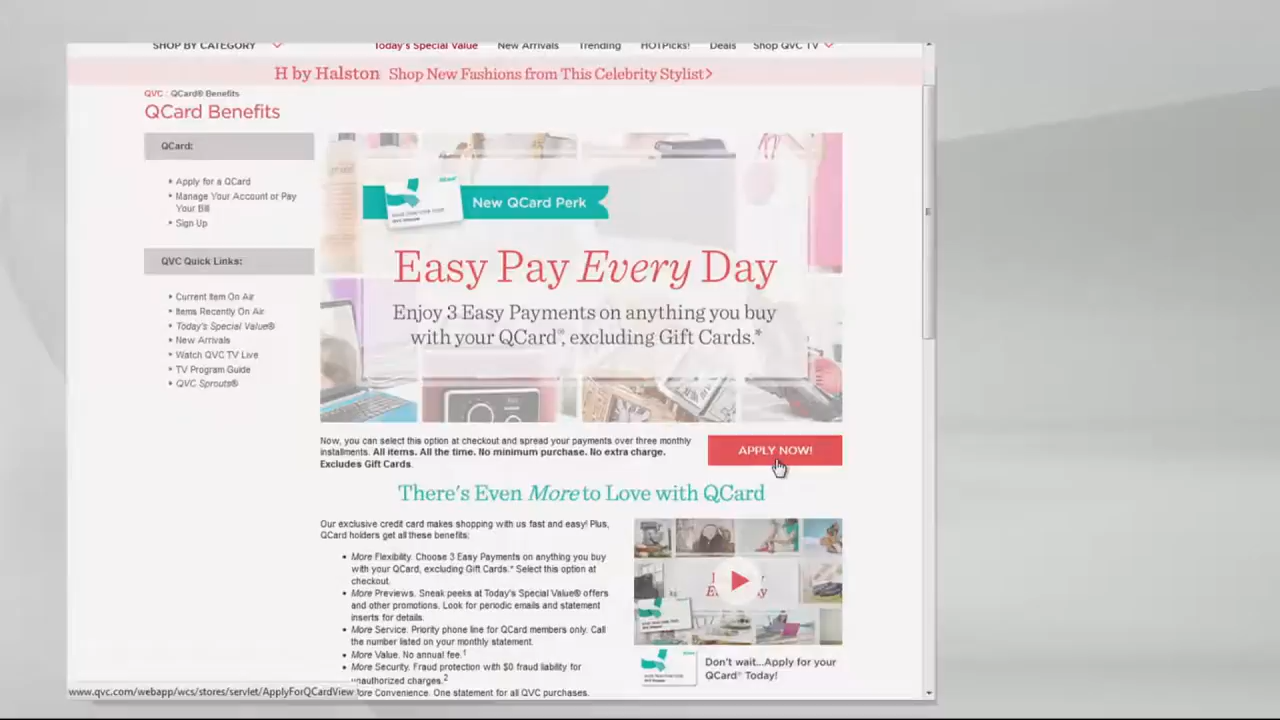 SHOP BY CATEGORY
Today's Special Value New Arrivals Trending HOTPicks! Deals Shop QVC TV
H by Halston Shop New Fashions from This Celebrity Stylist
QVC : QCard® Benefits
QCard Benefits
QCard:
Apply for a QCard
Manage Your Account or Pay
Your Bill
Sign Up
QVC Quick Links:
Current Item On Air
Items Recently On Air
Today's Special Value®
New Arrivals
Watch QVC TV Live
TV Program Guide
QVC Sprouts®
New QCard Perk
Easy Pay Every Day
Enjoy 3 Easy Payments on anything you buy
with your QCard®, excluding Gift Cards.*
Now, you can select this option at checkout and spread your payments over three monthly
installments. All items. All the time. No minimum purchase. No extra charge.
Excludes Gift Cards.
APPLY NOW!
There's Even More to Love with QCard
Our exclusive credit card makes shopping with us fast and easy! Plus,
QCard holders get all these benefits:
• More Flexibility. Choose 3 Easy Payments on anything you buy
with your QCard, excluding Gift Cards.* Select this option at
checkout.
• More Previews. Sneak peeks at Today's Special Value® offers
and other promotions. Look for periodic emails and statement
inserts for details.
• More Service. Priority phone line for QCard members only. Call
the number listed on your monthly statement.
• More Value. No annual fee.1
• More Security. Fraud protection with $0 fraud liability for
unauthorized charges.2
ore Convenience. One statement for all QVC purchases.
Don't wait...Apply for your
QCard® Today!
www.qvc.com/webapp/wcs/stores/servlet/ApplyForQCardView